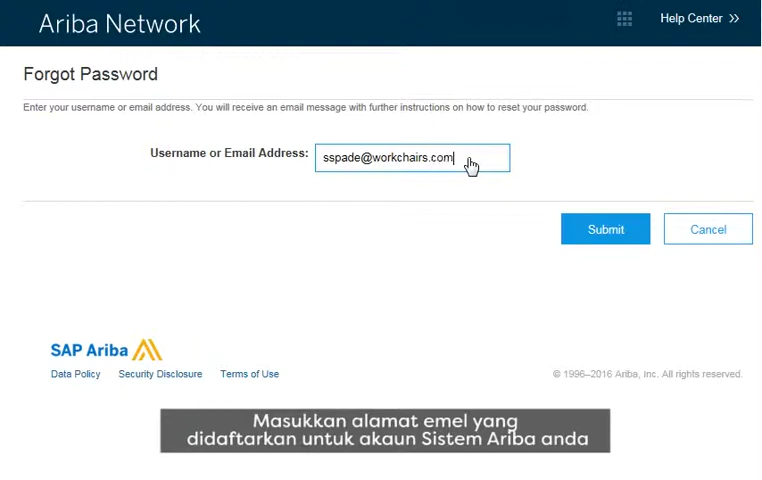 Ariba Network
Help Center »
Forgot Password
Enter your username or email address. You will receive an email message with further instructions on how to reset your password.
Username or Email Address: sspade@workchairs.com
Submit Cancel
SAP Ariba
Data Policy Security Disclosure Terms of Use
© 1996–2016 Ariba, Inc. All rights reserved.
Masukkan alamat emel yang
didaftarkan untuk akaun Sistem Ariba anda